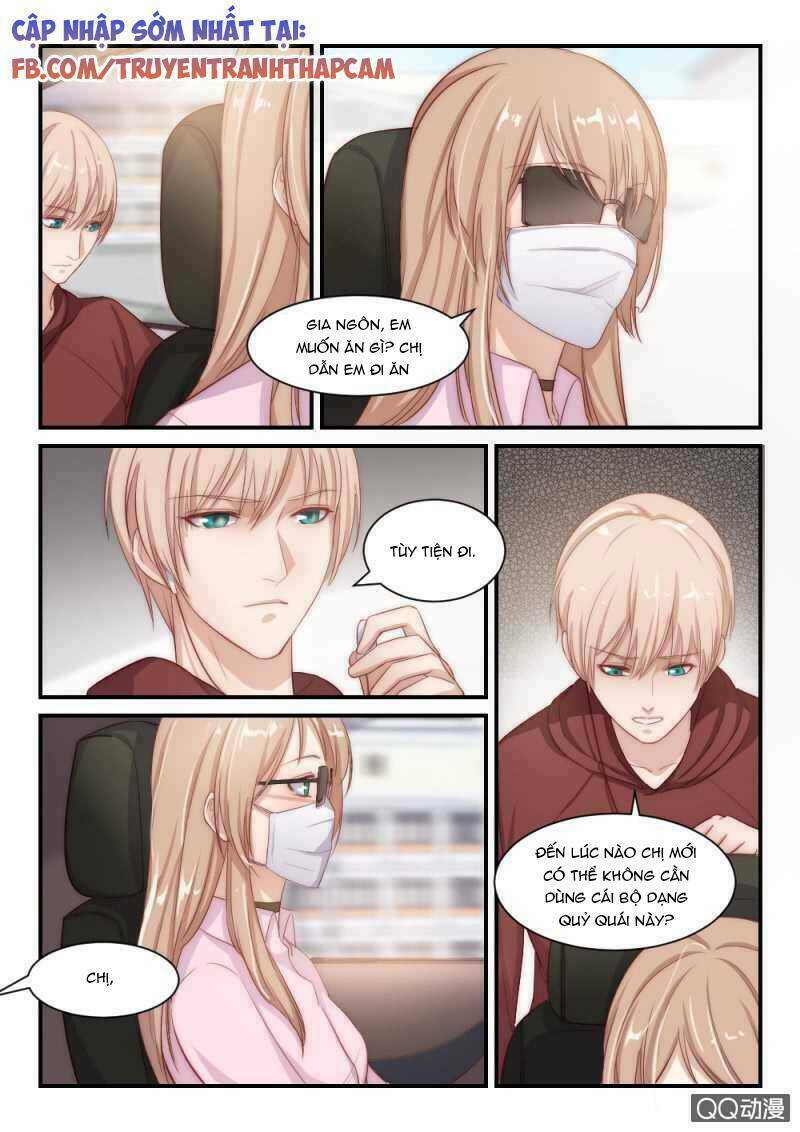 CẬP NHẬP SỚM NHẤT TẠI:
FB.COM/TRUYENTRANHTHAPCAM
GIA NGÔN, EM
MUỐN ĂN GÌ? CHỊ
DẪN EM ĐI ĂN
TÙY TIỆN ĐI.
CHỊ,
ĐẾN LÚC NÀO CHỊ MỚI
CÓ THỂ KHÔNG CẦN
DÙNG CÁI BỘ DẠNG
QUỶ QUÁI NÀY?
QQ动漫